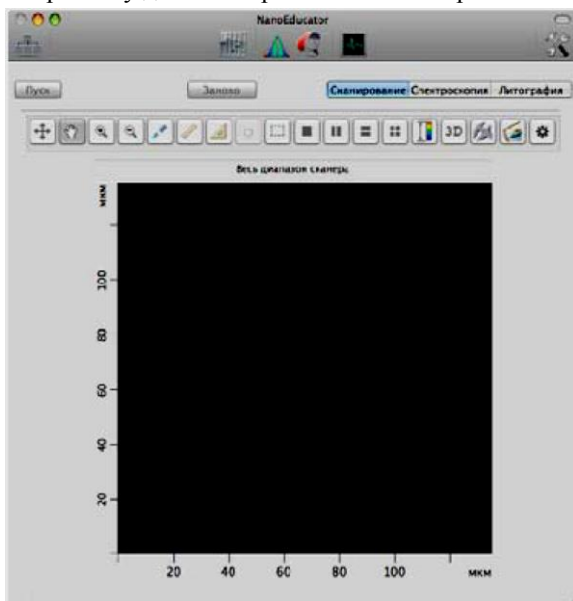 NanoEducator
Пуск Заново Сканирование Спектроскопия Литография
3D
Весь диапазон сканера
мкм
100
80
60
40
20
20 40 60 80 100 мкм